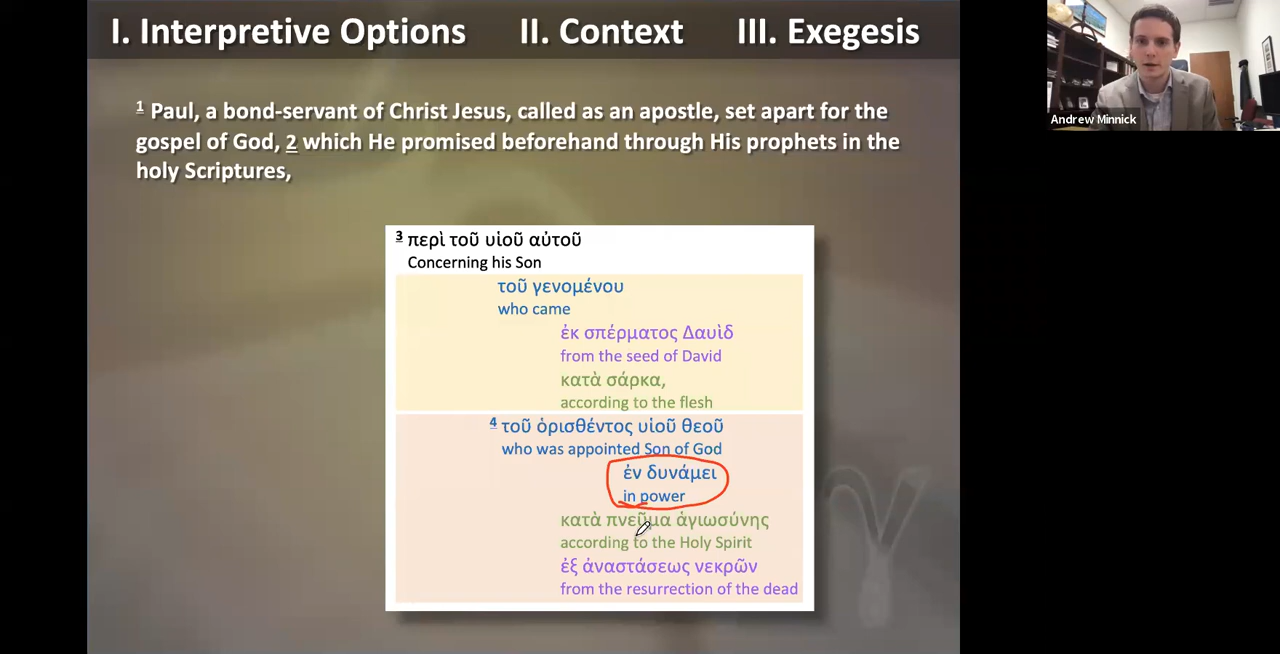 I. Interpretive Options II. Context III. Exegesis
Andrew Minnick
1 Paul, a bond-servant of Christ Jesus, called as an apostle, set apart for the
gospel of God, 2 which He promised beforehand through His prophets in the
holy Scriptures,
3 περὶ τοῦ υἱοῦ αὐτοῦ
Concerning his Son
τοῦ γενομένου
who came
ἐκ σπέρματος Δαυὶδ
from the seed of David
κατὰ σάρκα,
according to the flesh
4 τοῦ ὁρισθέντος υἱοῦ θεοῦ
who was appointed Son of God
ἐν δυνάμει
in power
κατὰ πνεῦμα ἁγιωσύνης
according to the Holy Spirit
ἐξ ἀναστάσεως νεκρῶν
from the resurrection of the dead